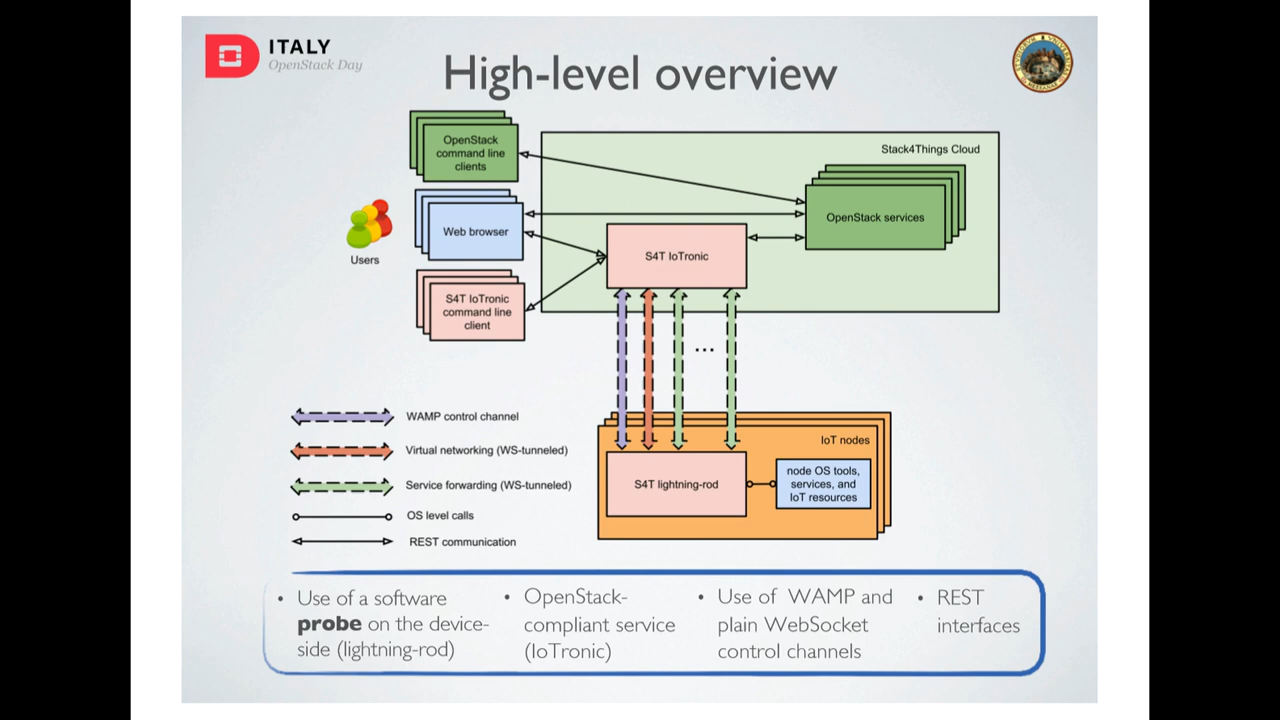 ITALY
OpenStack Day
High-level overview
OpenStack
command line
clients
Stack4Things Cloud
OpenStack services
Web browser
Users
S4T IoTronic
S4T IoTronic
command line
client
...
WAMP control channel
Virtual networking (WS-tunneled)
Service forwarding (WS-tunneled)
OS level calls
REST communication
IoT nodes
S4T lightning-rod
node OS tools,
services, and
IoT resources
• Use of a software
probe on the device-
side (lightning-rod)
• OpenStack-
compliant service
(IoTronic)
• Use of WAMP and
plain WebSocket
control channels
• REST
interfaces